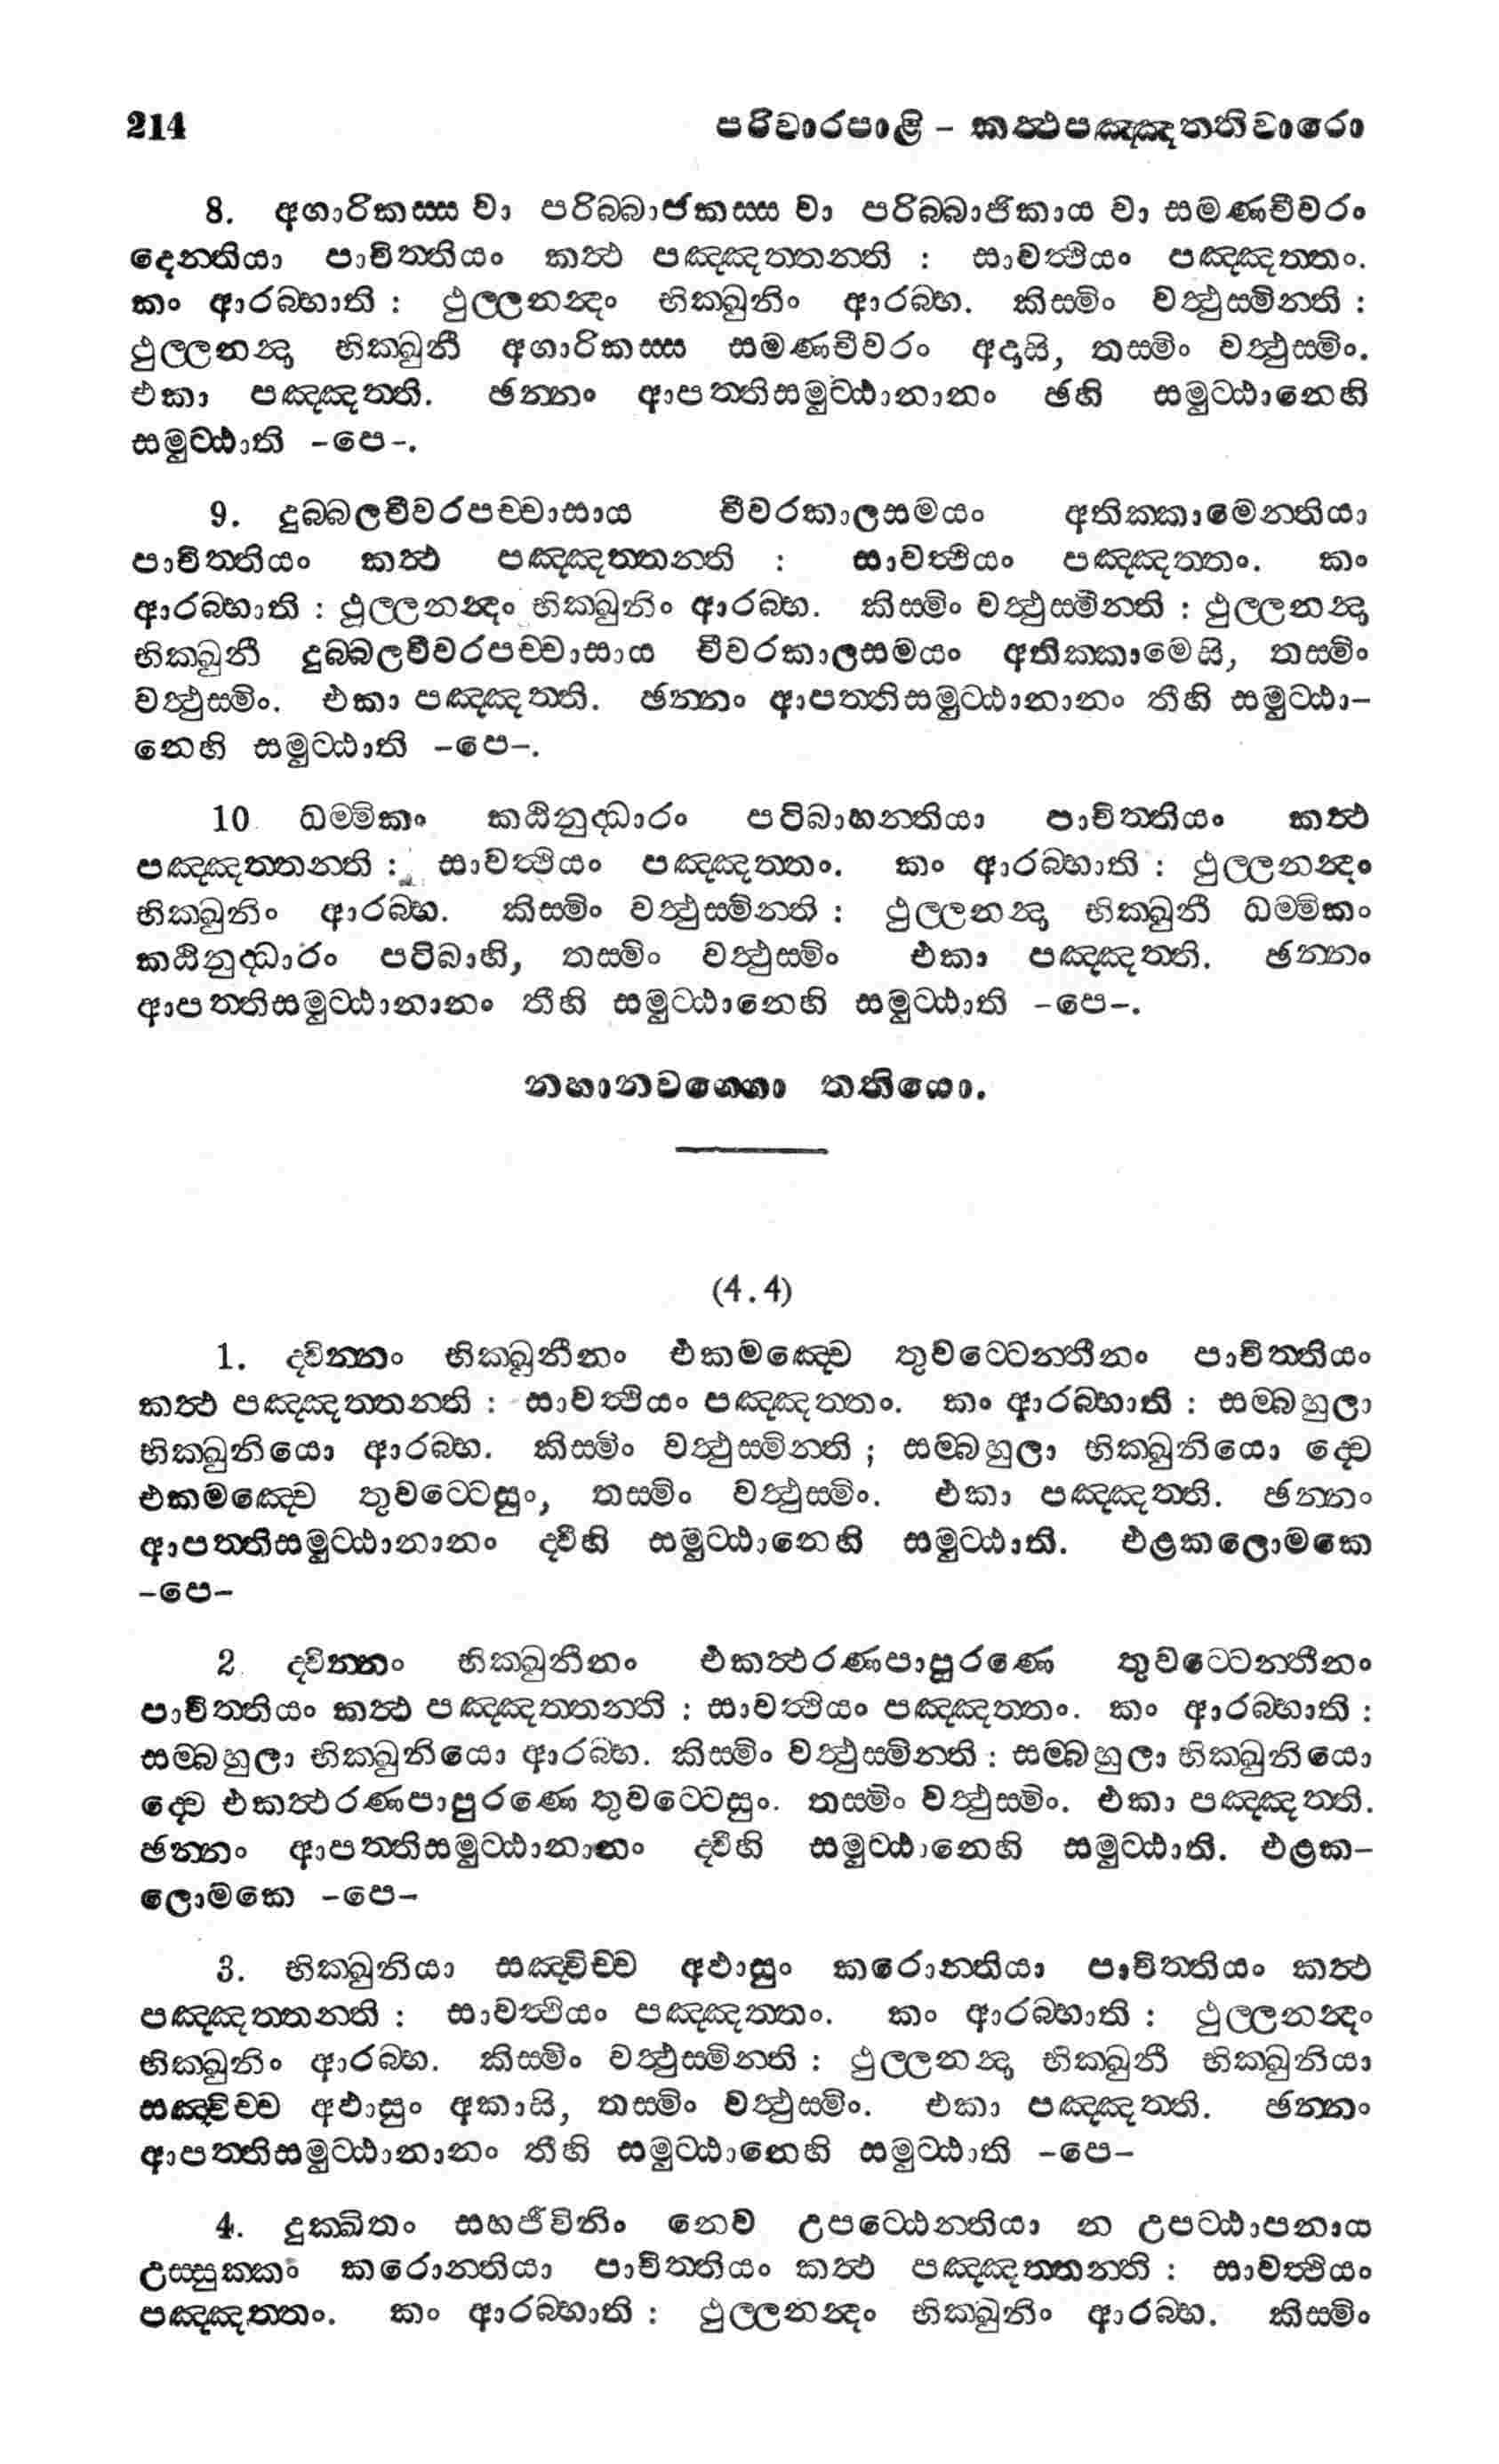 214 පරිවාරපාළි – කත්‍ථපඤ්ඤත‍්තිවාරො
8. අගාරිකස‍්ස වා පරිබ‍්බාජකස‍්ස වා පරිබ‍්බාජිකාය වා සමණචීවරං
දෙන‍්තියා පාචිත‍්තියං කත්‍ථ පඤ‍්ඤත‍්තන‍්ති : සාවත්‍ථියං පඤ‍්ඤත‍්තං.
කං ආරබ‍්භාති : ථුල‍්ලනන්‍දං භික‍්ඛුනිං ආරබ‍්භ. කිස‍්මිං වත්‍ථුස‍්මින‍්ති :
ථුල‍්ලනන්‍දා භික‍්ඛුනී අගාරිකස‍්ස සමණචීවරං අදාසි, තස‍්මිං වත්‍ථුස‍්මිං.
එකා පඤ‍්ඤත‍්ති. ඡන‍්නං ආපත‍්තිසමුට‍්ඨානානං ඡහි සමුට‍්ඨානෙහි
සමුට‍්ඨාති –පෙ–.
9. දුබ‍්බලචීවරපච‍්චාසාය චීවරකාලසමයං අතික‍්කාමෙන‍්තියා
පාචිත‍්තියං කත්‍ථ පඤ‍්ඤත‍්තන‍්ති : සාවත්‍ථියං පඤ‍්ඤත‍්තං. කං
ආරබ‍්භාති : ථුල‍්ලනන්‍දං භික‍්ඛුනිං ආරබ‍්භ. කිස‍්මිං වත්‍ථුස‍්මින‍්ති : ථුල‍්ලනන්‍දා
භික‍්ඛුනී දුබ‍්බලචීවරපච‍්චාසාය චීවරකාලසමයං අතික‍්කාමෙසි, තස‍්මිං
වත්‍ථුස‍්මිං. එකා පඤ‍්ඤත‍්ති. ඡන‍්නං ආපත‍්තිසමුට‍්ඨානානං තීහි සමුට‍්ඨා–
නෙහි සමුට‍්ඨාති –පෙ–.
10 ධම‍්මිකං කඨිනුද්‍ධාරං පටිබාහන‍්තියා පාචිත‍්තියං කත්‍ථ
පඤ‍්ඤත‍්තන‍්ති : සාවත්‍ථියං පඤ‍්ඤත‍්තං. කං ආරබ‍්භාති : ථුල‍්ලනන්‍දං
භික‍්ඛුනිං ආරබ‍්භ. කිස‍්මිං වත්‍ථුස‍්මින‍්ති : ථුල‍්ලනන්‍දා භික‍්ඛුනී ධම‍්මිකං
කඨිනුද්‍ධාරං පටිබාහි, තස‍්මිං වත්‍ථුස‍්මිං එකා පඤ‍්ඤත‍්ති. ඡන‍්නං
ආපත‍්තිසමුට‍්ඨානානං තීහි සමුට‍්ඨානෙහි සමුට‍්ඨාති –පෙ–.
නහානවග‍්ගො තතියො.
(4.4)
1. ද්‍වින‍්නං භික‍්ඛුනීනං එකමඤ්චෙ තුවට‍්ටෙන‍්තීනං පාචිත‍්තියං
කත්‍ථ පඤ‍්ඤත‍්තන‍්ති : සාවත්‍ථියං පඤ‍්ඤත‍්තං. කං ආරබ‍්භාති : සම‍්බහුලා
භික‍්ඛුනියො ආරබ‍්භ. කිස‍්මිං වත්‍ථුස‍්මින‍්ති ; සම‍්බහුලා භික‍්ඛුනියො ද්‍වෙ
එකමඤ්චෙ තුවට‍්ටෙසුං, තස‍්මිං වත්‍ථුස‍්මිං. එකා පඤ‍්ඤත‍්ති. ඡන‍්නං
ආපත‍්තිසමුට‍්ඨානානං ද්‍වීහි සමුට‍්ඨානෙහි සමුට‍්ඨාති. එළකලොමකෙ
–පෙ–
2 ද්‍වින‍්නං භික‍්ඛුනීනං එකත්‍ථරණපාපුරණෙ තුවට‍්ටෙන‍්තීනං
පාචිත‍්තියං කත්‍ථ පඤ‍්ඤත‍්තන‍්ති : සාවත්‍ථියං පඤ‍්ඤත‍්තං. කං ආරබ‍්භාති :
සම‍්බහුලා භික‍්ඛුනියො ආරබ‍්භ. කිස‍්මිං වත්‍ථුස‍්මින‍්ති : සම‍්බහුලා භික‍්ඛුනියො
ද්‍වෙ එකත්‍ථරණපාපුරණෙ තුවට‍්ටෙසුං. තස‍්මිං වත්‍ථුස‍්මිං. එකා පඤ‍්ඤත‍්ති.
ඡන‍්නං ආපත‍්තිසමුට‍්ඨානානං ද්‍වීහි සමුට‍්ඨානෙහි සමුට‍්ඨාති. එළක–
ලොමකෙ –පෙ–
3. භික‍්ඛුනියා සඤ්චිච‍්ච අඵාසුං කරොන‍්තියා පාචිත‍්තියං කත්‍ථ
පඤ‍්ඤත‍්තන‍්ති : සාවත්‍ථියං පඤ‍්ඤත‍්තං. කං ආරබ‍්භාති : ථුල‍්ලනන්‍දං
භික‍්ඛුනිං ආරබ‍්භ. කිස‍්මිං වත්‍ථුස‍්මින‍්ති : ථුල‍්ලනන්‍දා භික‍්ඛුනී භික‍්ඛුනියා
සඤ්චිච‍්ච අඵාසුං අකාසි, තස‍්මිං වත්‍ථුස‍්මිං. එකා පඤ‍්ඤත‍්ති. ඡන‍්නං
ආපත‍්තිසමුට‍්ඨානානං තීහි සමුට‍්ඨානෙහි සමුට‍්ඨාති –පෙ–
4. දුක‍්ඛිතං සහජීවිනිං නෙව උපට‍්ඨෙන‍්තියා න උපට‍්ඨාපනාය
උස‍්සුක‍්කං කරොන‍්තියා පාචිත‍්තියං කත්‍ථ පඤ‍්ඤත‍්තන‍්ති : සාවත්‍ථියං
පඤ‍්ඤත‍්තං. කං ආරබ‍්භාති : ථුල‍්ලනන්‍දං භික‍්ඛුනිං ආරබ‍්භ. කිස‍්මිං